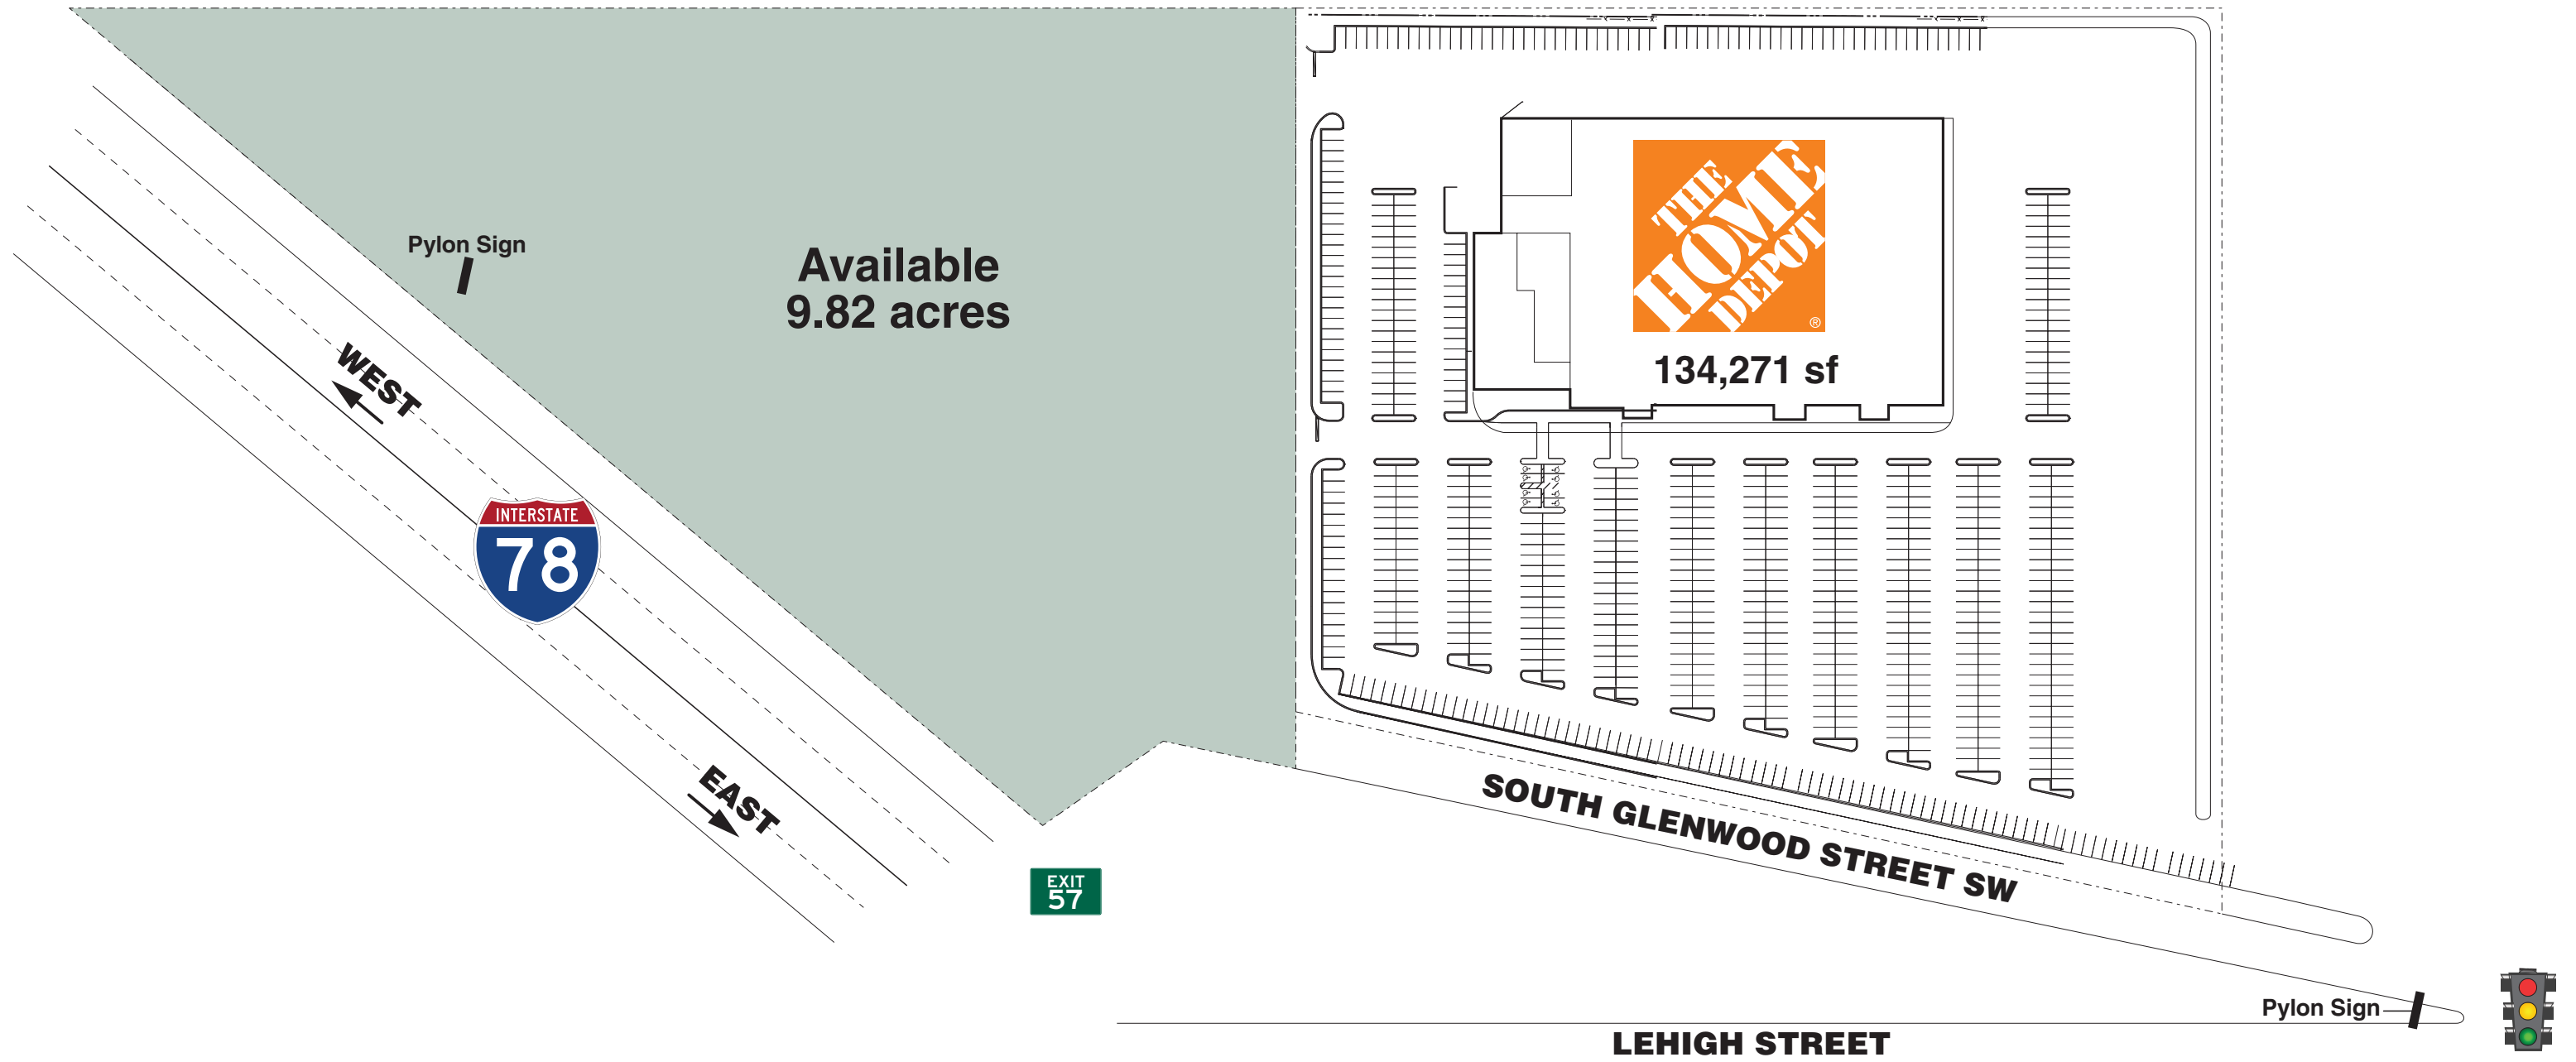 Pylon Sign
Available
9.82 acres
THE
HOME
DEPOT
®
134,271 sf
WEST
INTERSTATE
78
EAST
EXIT
57
SOUTH GLENWOOD STREET SW
Pylon Sign
LEHIGH STREET